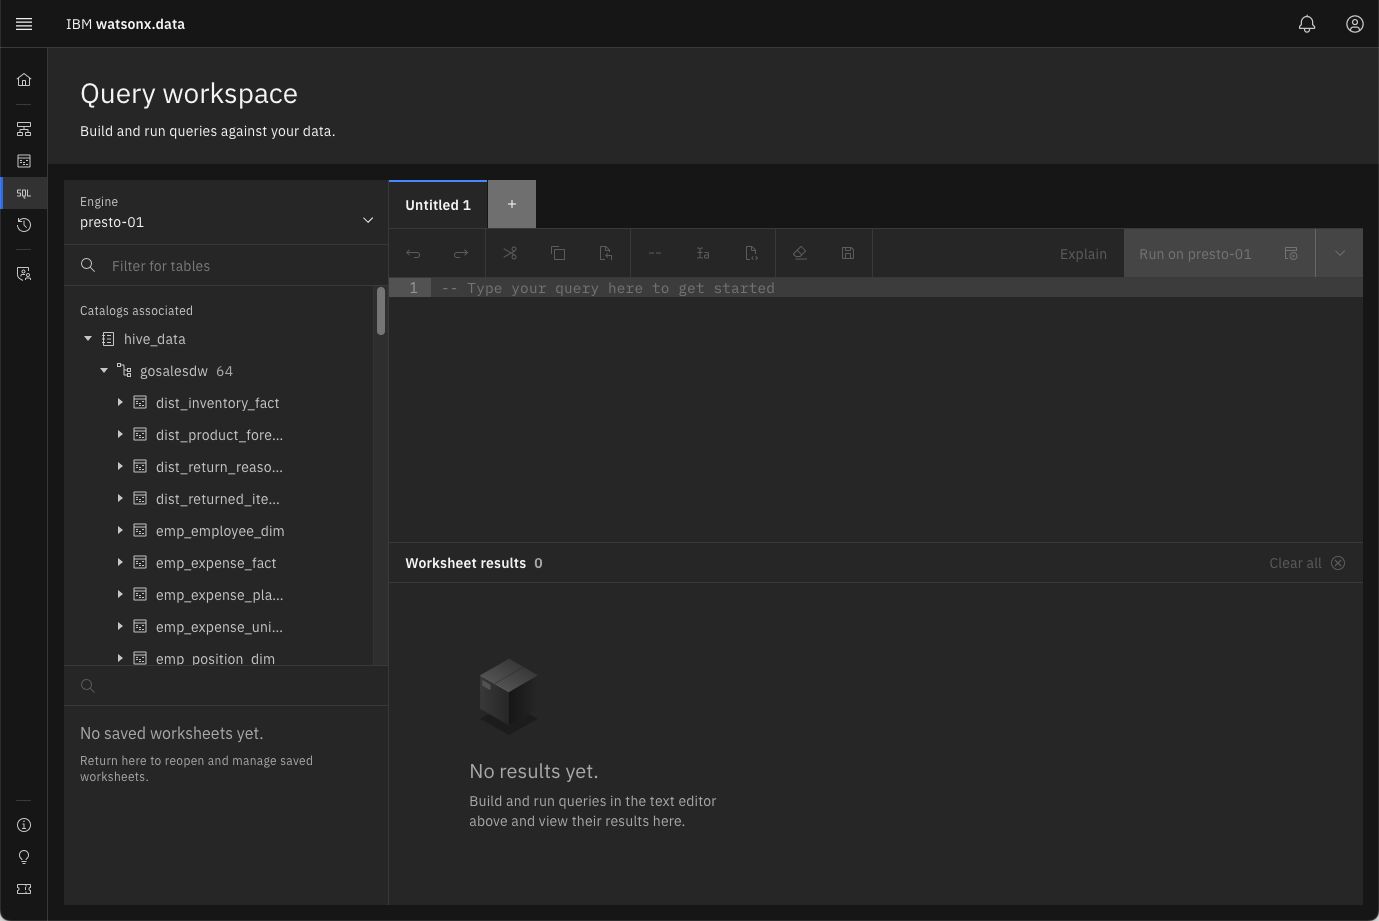 IBM watsonx.data
Query workspace
Build and run queries against your data.
SQL
Engine
presto-01
Filter for tables
Catalogs associated
hive_data
gosalesdw 64
dist_inventory_fact
dist_product_fore...
dist_return_reaso...
dist_returned_ite...
emp_employee_dim
emp_expense_fact
emp_expense_pla...
emp_expense_uni...
emp_position_dim
No saved worksheets yet.
Return here to reopen and manage saved
worksheets.
Untitled 1 +
Explain Run on presto-01
1 -- Type your query here to get started
Worksheet results 0 Clear all
No results yet.
Build and run queries in the text editor
above and view their results here.